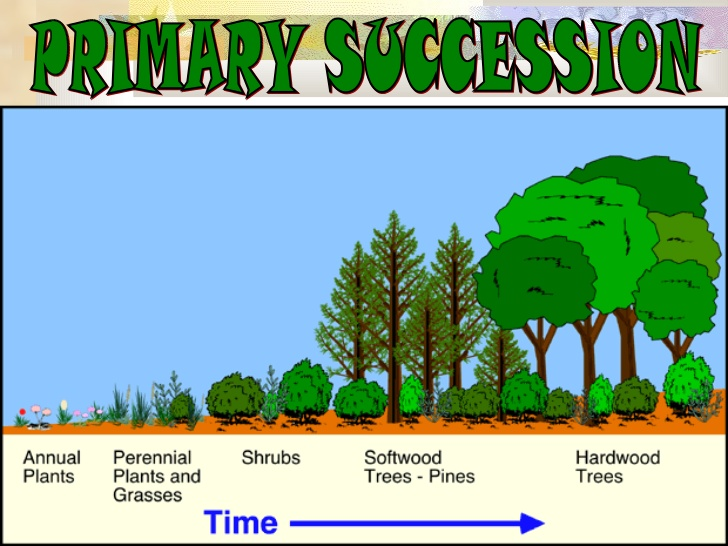 PRIMARY SUCCESSION
Annual
Plants
Perennial
Plants and
Grasses
Shrubs
Softwood
Trees - Pines
Hardwood
Trees
Time